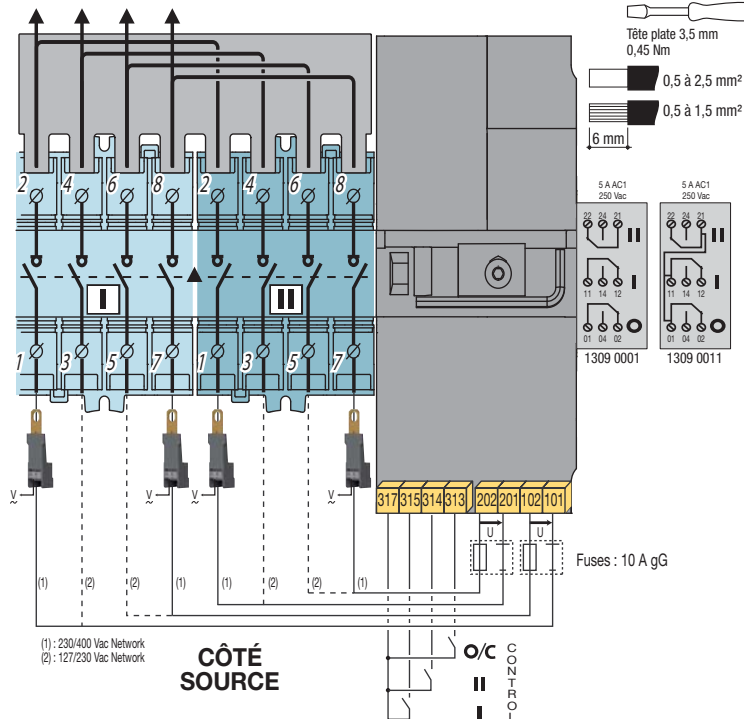 Tête plate 3,5 mm
0,45 Nm
0,5 à 2,5 mm²
0,5 à 1,5 mm²
6 mm
2 4 6 8 2 4 6 8
5 A AC1
250 Vac
5 A AC1
250 Vac
22 24 21
II
22 24 21
II
11 14 12
I
11 14 12
I
01 04 02
O
01 04 02
O
1309 0001
1309 0011
I
II
1 3 5 7 1 3 5 7
V~
V~
V~
V~
317 315 314 313 202 201 102 101
U
U
Fuses : 10 A gG
(1) (2) (2) (1) (1) (2) (2) (1)
(1) : 230/400 Vac Network
(2) : 127/230 Vac Network
CÔTÉ
SOURCE
O/C
II
I
CONTROL